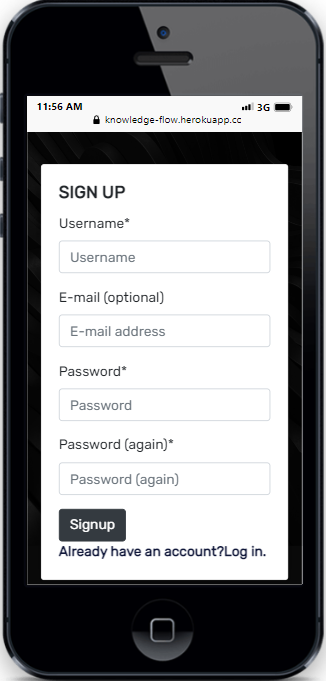 11:56 AM 3G
knowledge-flow.herokuapp.cc
SIGN UP
Username*
Username
E-mail (optional)
E-mail address
Password*
Password
Password (again)*
Password (again)
Signup
Already have an account?Log in.